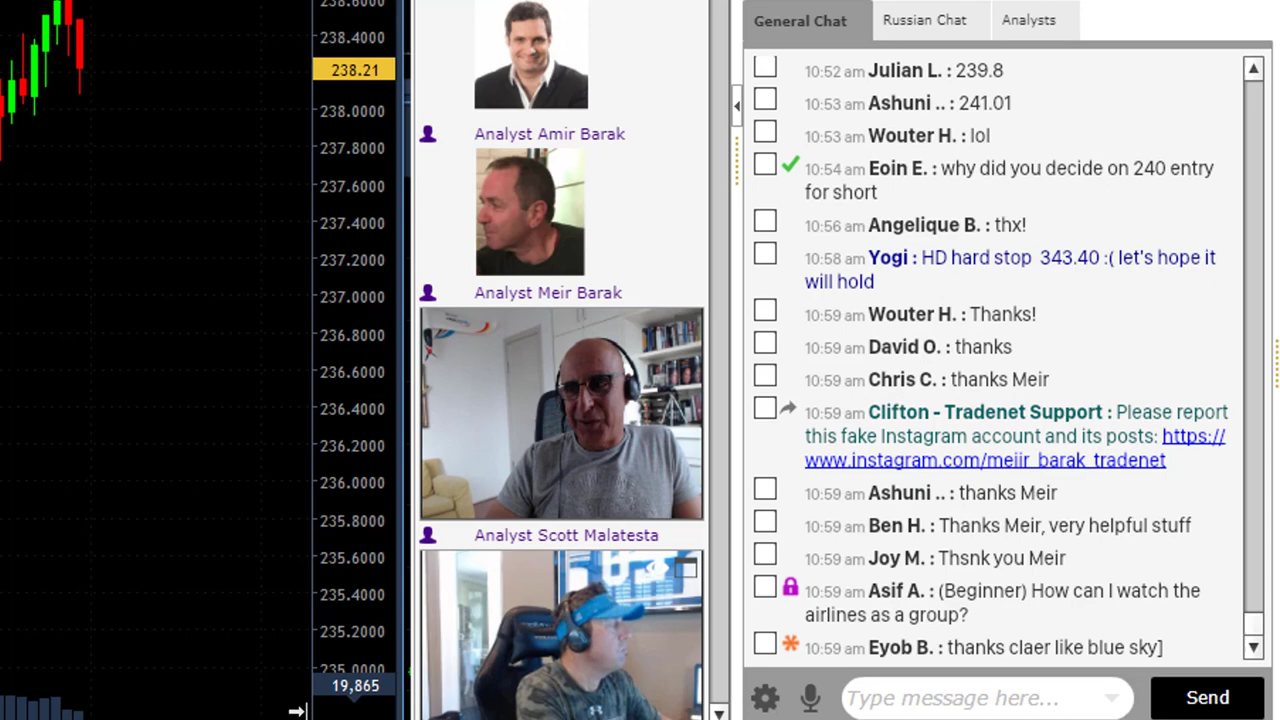 238.6000
238.4000
238.21
238.0000
237.8000
237.6000
237.4000
237.2000
237.0000
236.8000
236.6000
236.4000
236.2000
236.0000
235.8000
235.6000
235.4000
235.2000
235.0000
19,865
Analyst Amir Barak
Analyst Meir Barak
Analyst Scott Malatesta
General Chat
Russian Chat
Analysts
10:52 am Julian L. : 239.8
10:53 am Ashuni .. : 241.01
10:53 am Wouter H. : lol
10:54 am Eoin E. : why did you decide on 240 entry
for short
10:56 am Angelique B. : thx!
10:58 am Yogi : HD hard stop 343.40 :( let's hope it
will hold
10:59 am Wouter H. : Thanks!
10:59 am David O. : thanks
10:59 am Chris C. : thanks Meir
10:59 am Clifton - Tradenet Support : Please report
this fake Instagram account and its posts: https://
www.instagram.com/meiir_barak_tradenet
10:59 am Ashuni .. : thanks Meir
10:59 am Ben H. : Thanks Meir, very helpful stuff
10:59 am Joy M. : Thsnk you Meir
10:59 am Asif A. : (Beginner) How can I watch the
airlines as a group?
10:59 am Eyob B. : thanks claer like blue sky]
Type message here...
Send